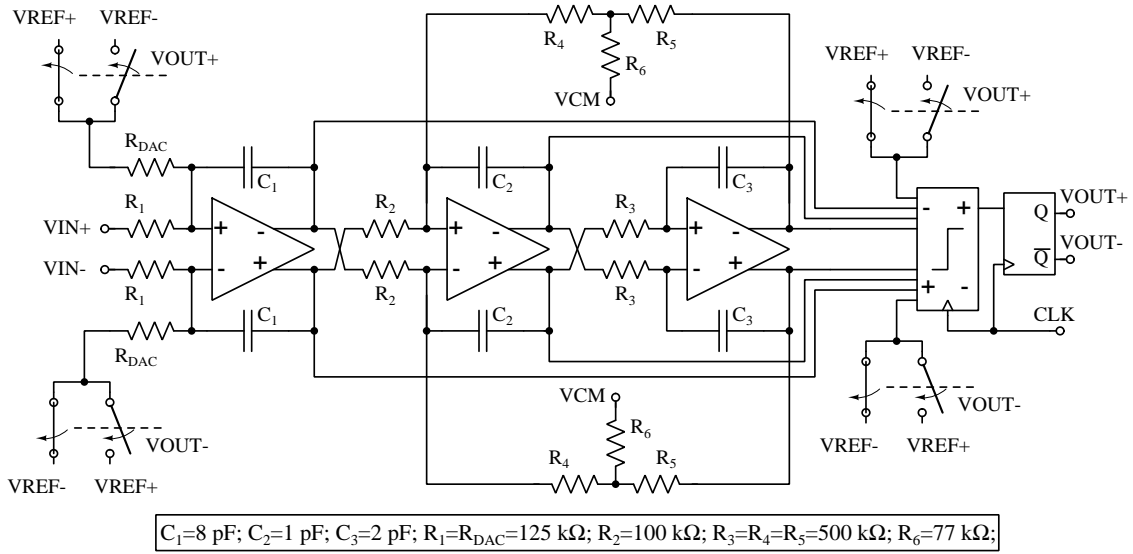 VREF+ VREF-
VOUT+
R4 R5
R6
VCM
VREF+ VREF-
VOUT+
RDAC
C1 C2 C3
R1 R2 R3
VIN+ + - + - + - - + Q VOUT+
VIN- - + - + - + + - Q VOUT-
R1 R2 R3
C1 C2 C3 CLK
RDAC
VCM
R6
R4 R5
VOUT-
VREF- VREF+
VOUT-
VREF- VREF+
C1=8 pF; C2=1 pF; C3=2 pF; R1=RDAC=125 kΩ; R2=100 kΩ; R3=R4=R5=500 kΩ; R6=77 kΩ;